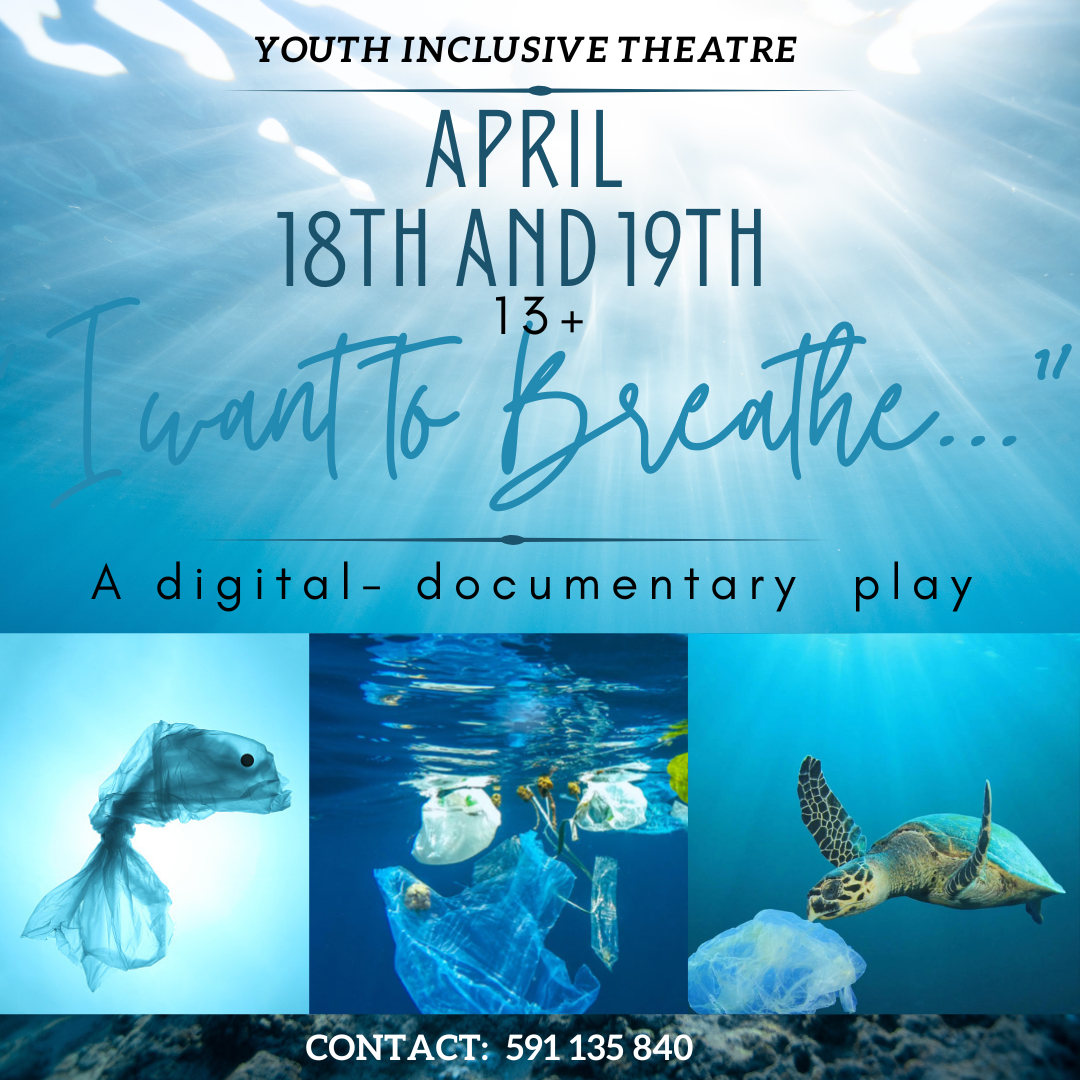 YOUTH INCLUSIVE THEATRE
APRIL
18TH AND 19TH
13+
I want to Breathe..."
A digital- documentary play
CONTACT: 591 135 840